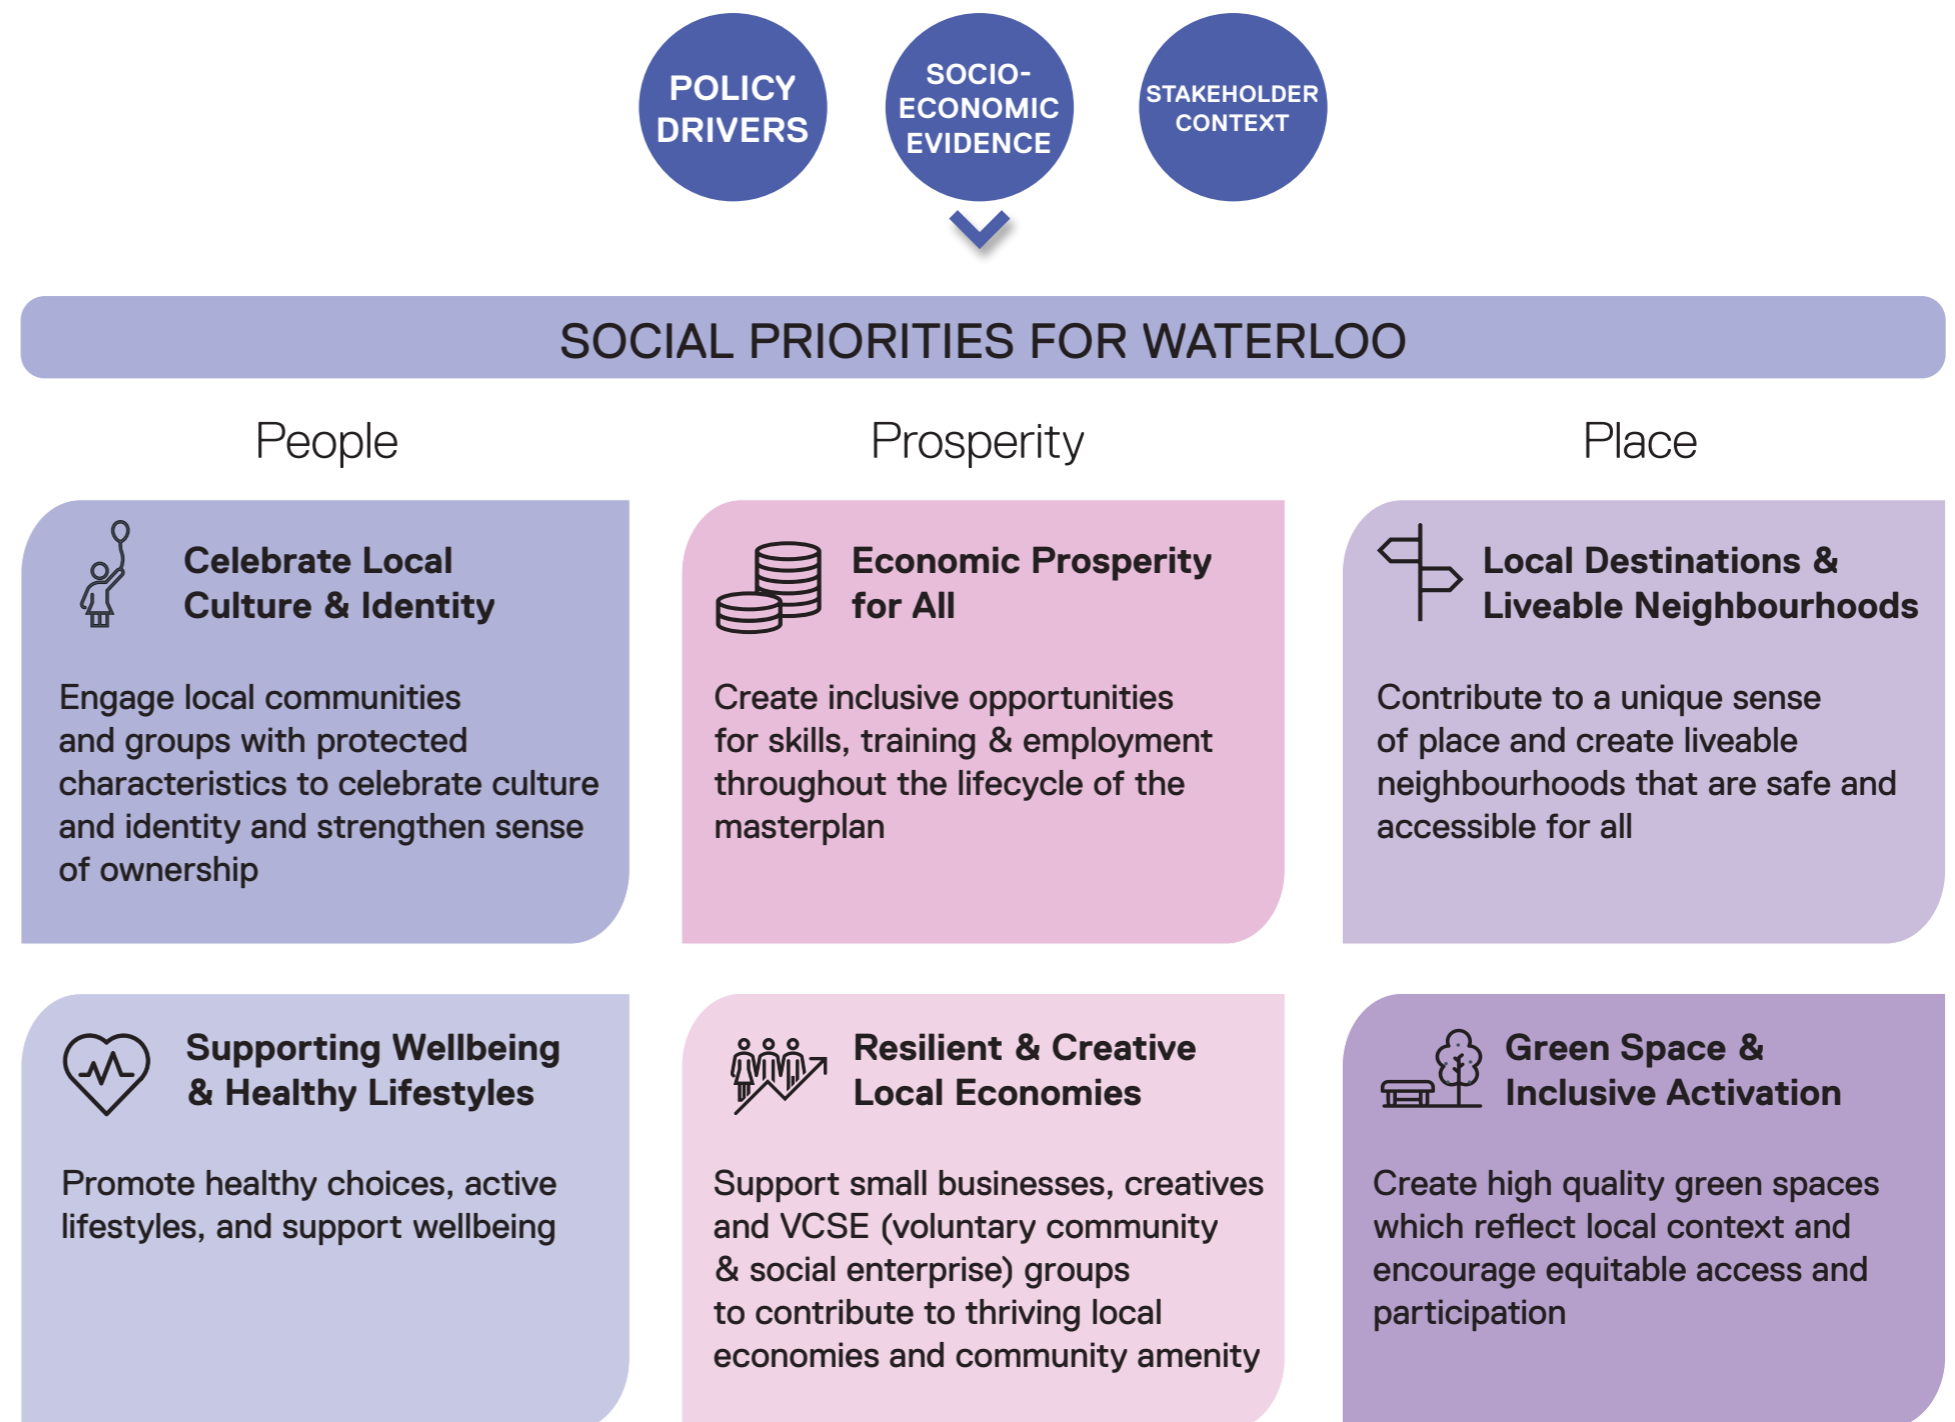 POLICY
DRIVERS
SOCIO-
ECONOMIC
EVIDENCE
STAKEHOLDER
CONTEXT
SOCIAL PRIORITIES FOR WATERLOO
People
Prosperity
Place
Celebrate Local
Culture & Identity
Engage local communities
and groups with protected
characteristics to celebrate culture
and identity and strengthen sense
of ownership
Economic Prosperity
for All
Create inclusive opportunities
for skills, training & employment
throughout the lifecycle of the
masterplan
Local Destinations &
Liveable Neighbourhoods
Contribute to a unique sense
of place and create liveable
neighbourhoods that are safe and
accessible for all
Supporting Wellbeing
& Healthy Lifestyles
Promote healthy choices, active
lifestyles, and support wellbeing
Resilient & Creative
Local Economies
Support small businesses, creatives
and VCSE (voluntary community
& social enterprise) groups
to contribute to thriving local
economies and community amenity
Green Space &
Inclusive Activation
Create high quality green spaces
which reflect local context and
encourage equitable access and
participation